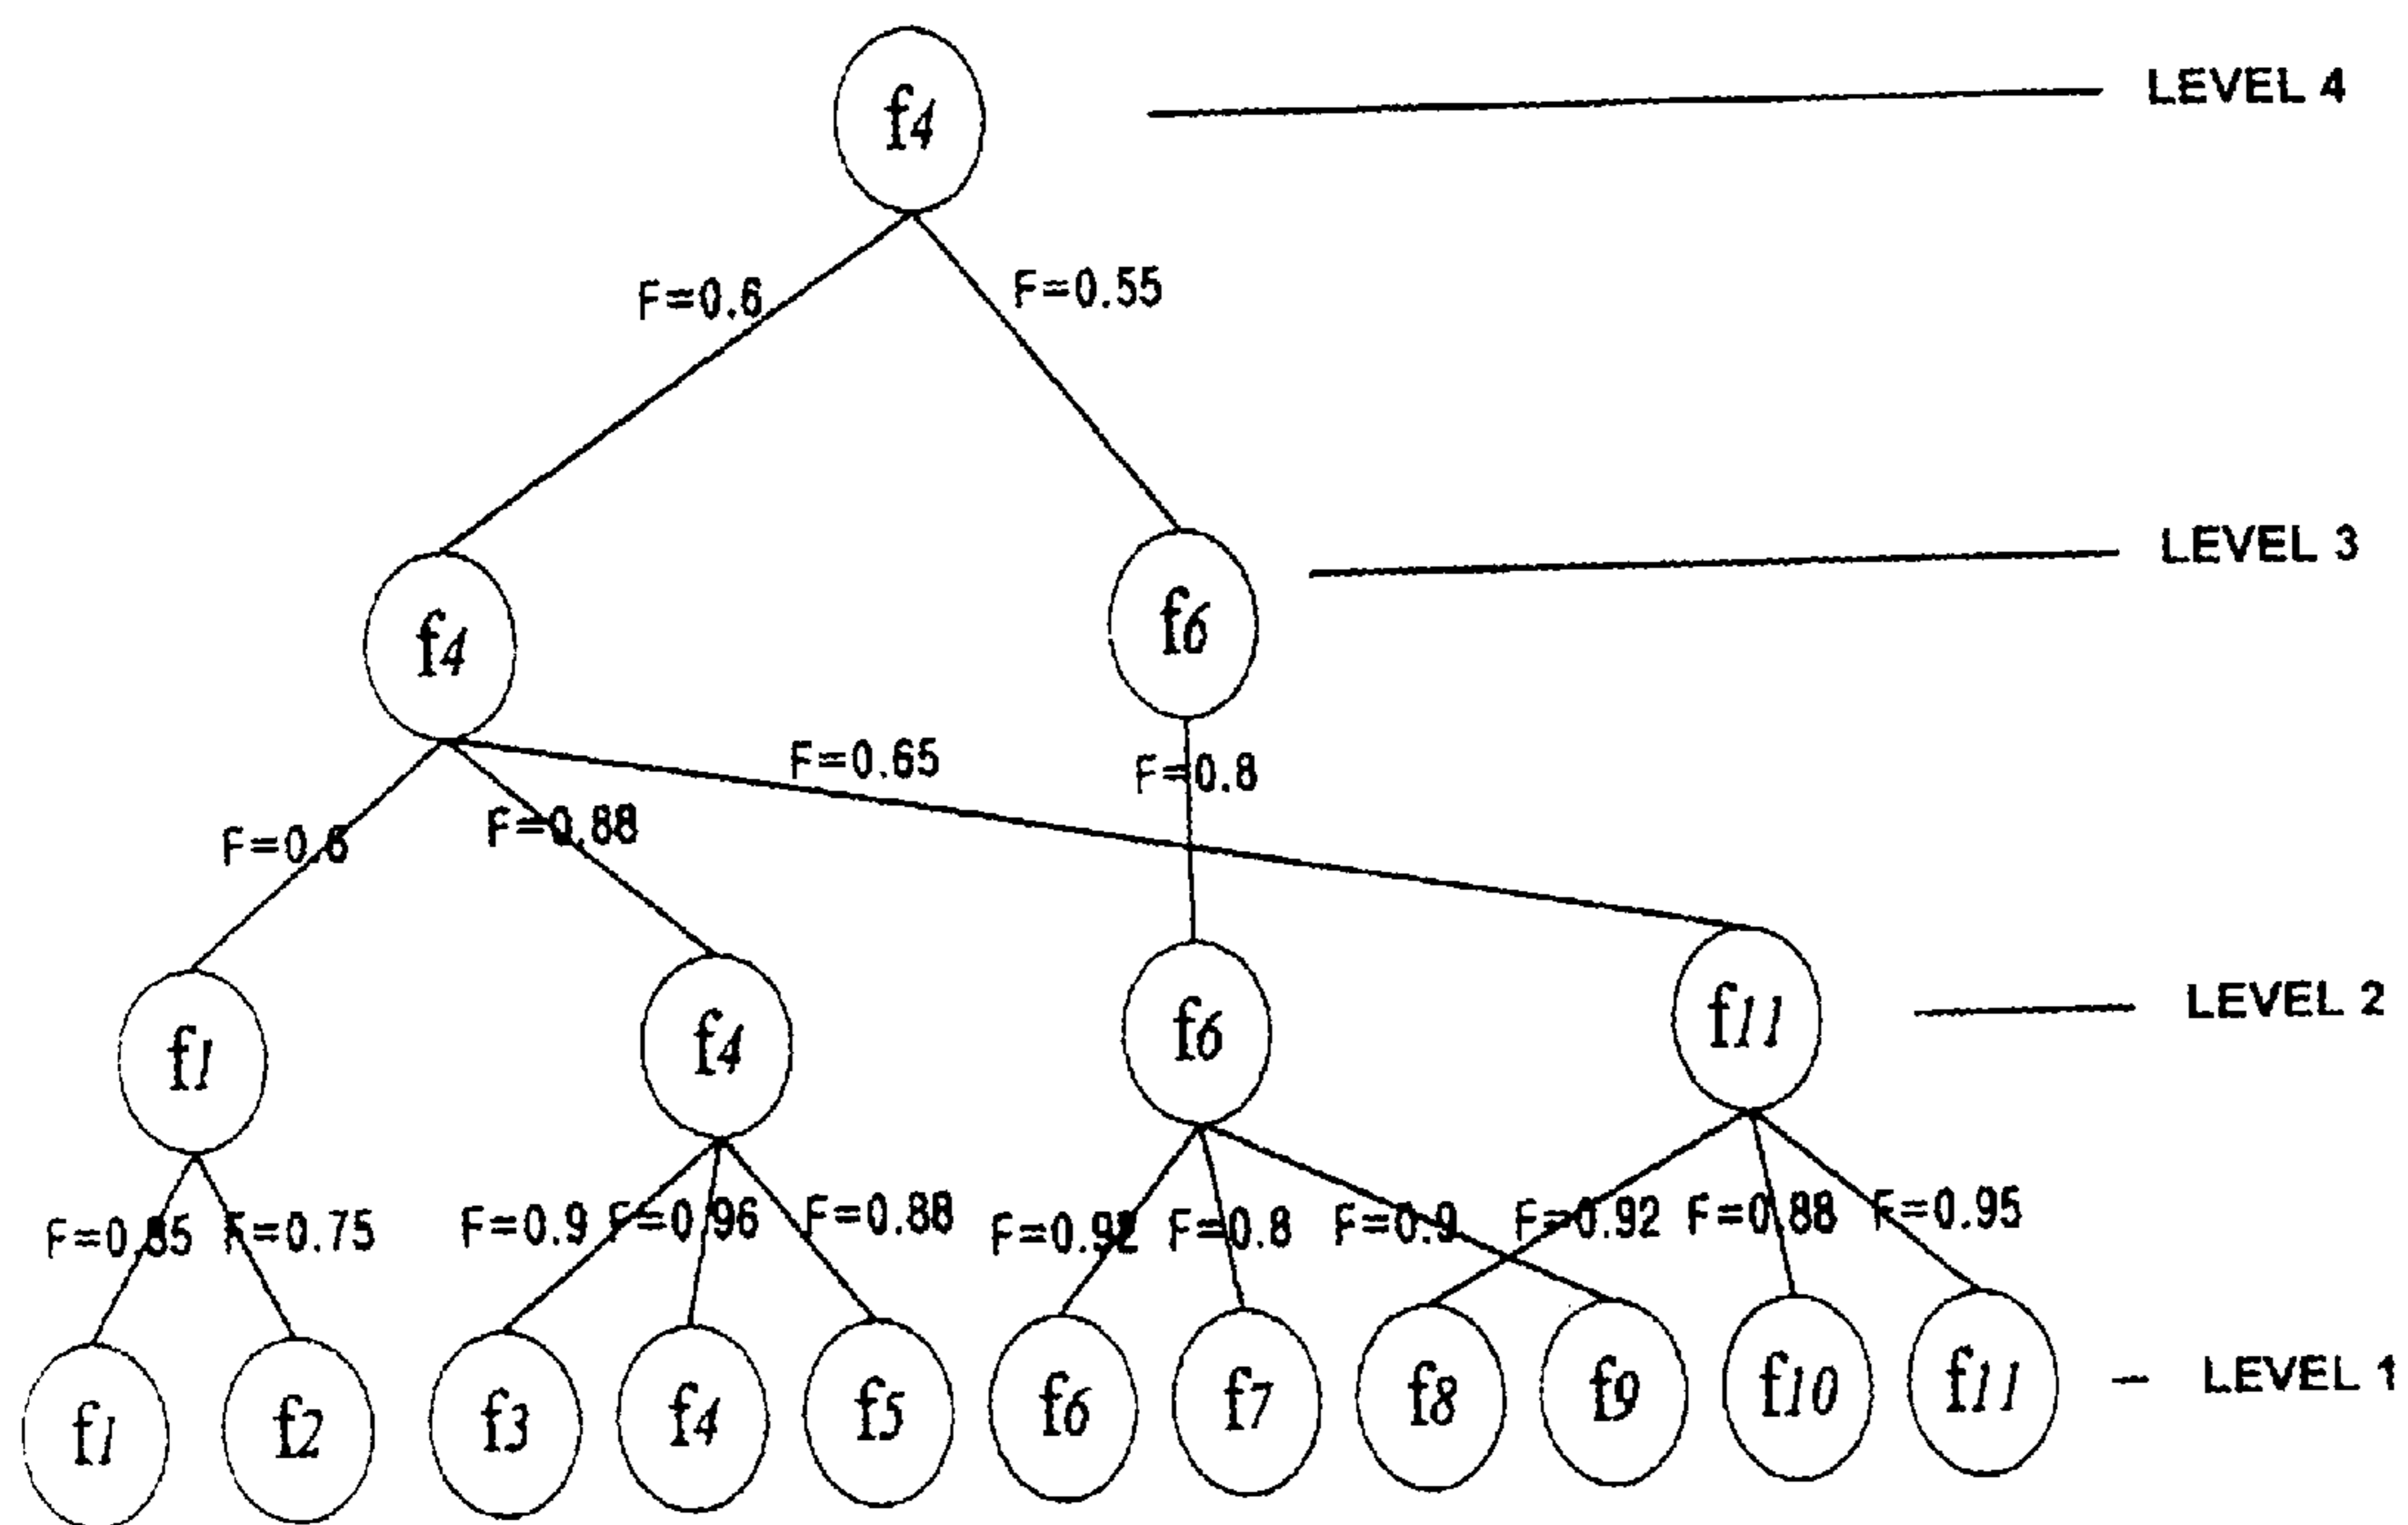 f4
LEVEL 4
F=0.6
F=0.55
f4
f6
LEVEL 3
F=0.65
F=0.8
F=0.6
F=0.88
f1
f4
f6
f11
LEVEL 2
F=0.85
F=0.75
F=0.9
F=0.96
F=0.88
F=0.92
F=0.8
F=0.9
F=0.92
F=0.88
F=0.95
f1
f2
f3
f4
f5
f6
f7
f8
f9
f10
f11
LEVEL 1